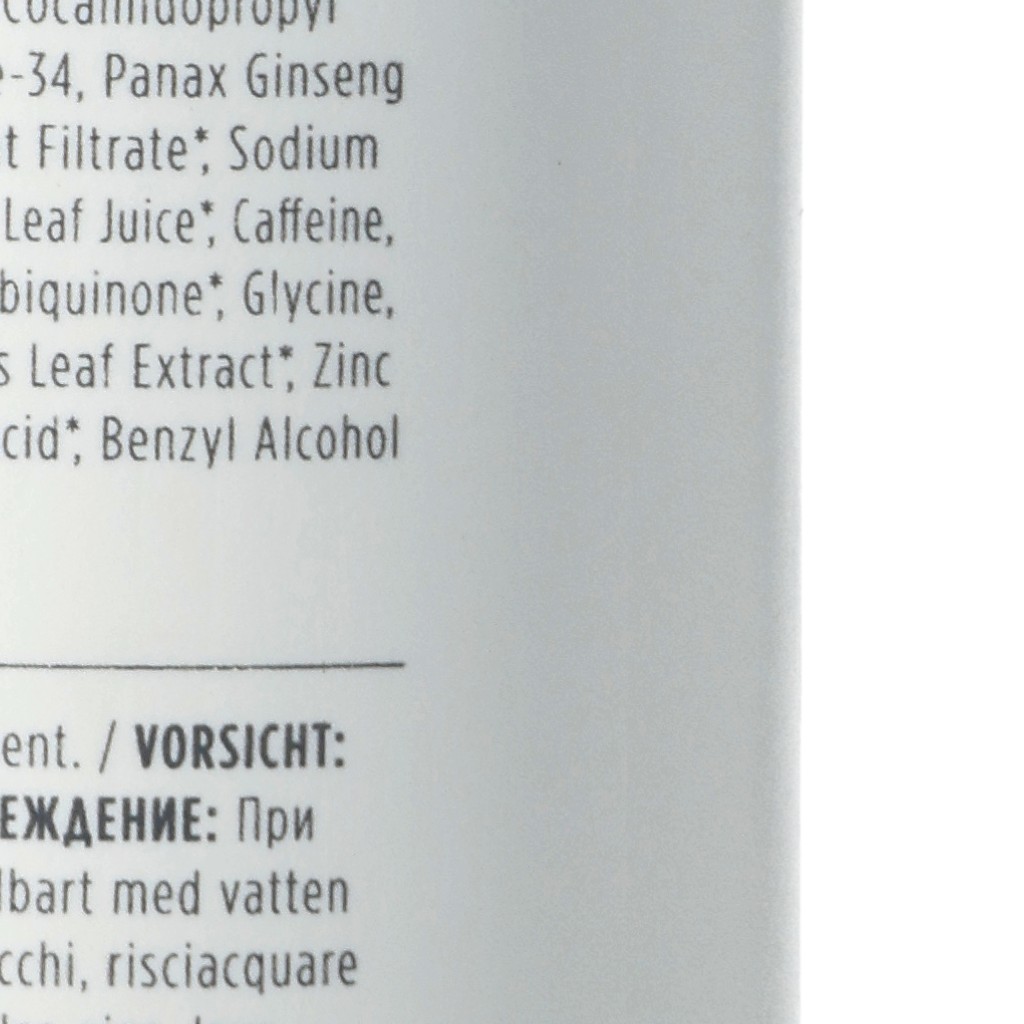 cocamidopropyl
e-34, Panax Ginseng
t Filtrate*, Sodium
Leaf Juice*, Caffeine,
biquinone*, Glycine,
s Leaf Extract*, Zinc
cid*, Benzyl Alcohol
ent. / VORSICHT:
ЕЖДЕНИЕ: При
lbart med vatten
cchi, risciacquare